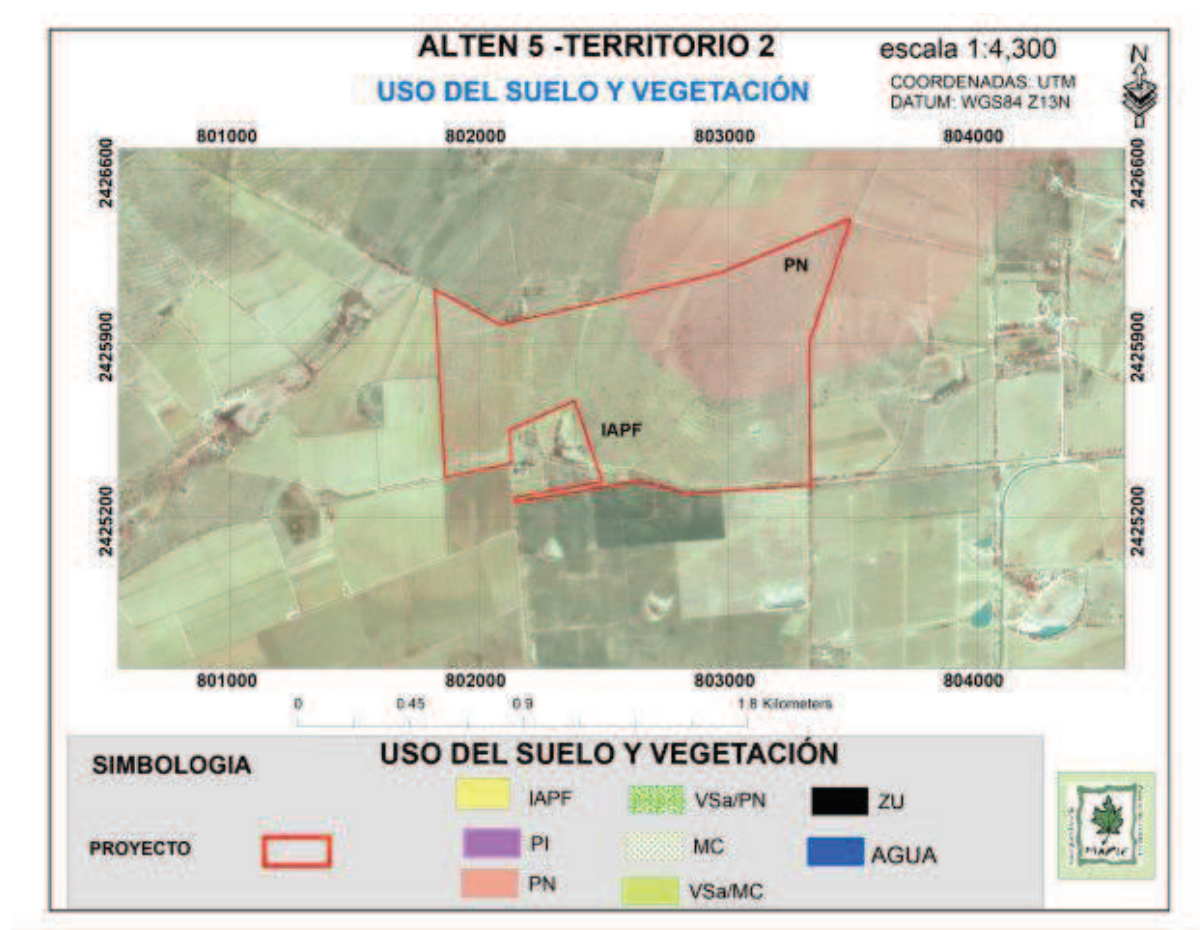 ALTEN 5 -TERRITORIO 2
escala 1:4,300
N
USO DEL SUELO Y VEGETACIÓN
COORDENADAS: UTM
DATUM: WGS84 Z13N
801000 802000 803000 804000
2426600 2426600
PN
2425900 2425900
IAPF
2425200 2425200
801000 802000 803000 804000
0 0.45 0.9 1.8 Kilometers
SIMBOLOGIA
USO DEL SUELO Y VEGETACIÓN
IAPF VSa/PN ZU
PROYECTO
PI MC AGUA
PN VSa/MC
MAPLE